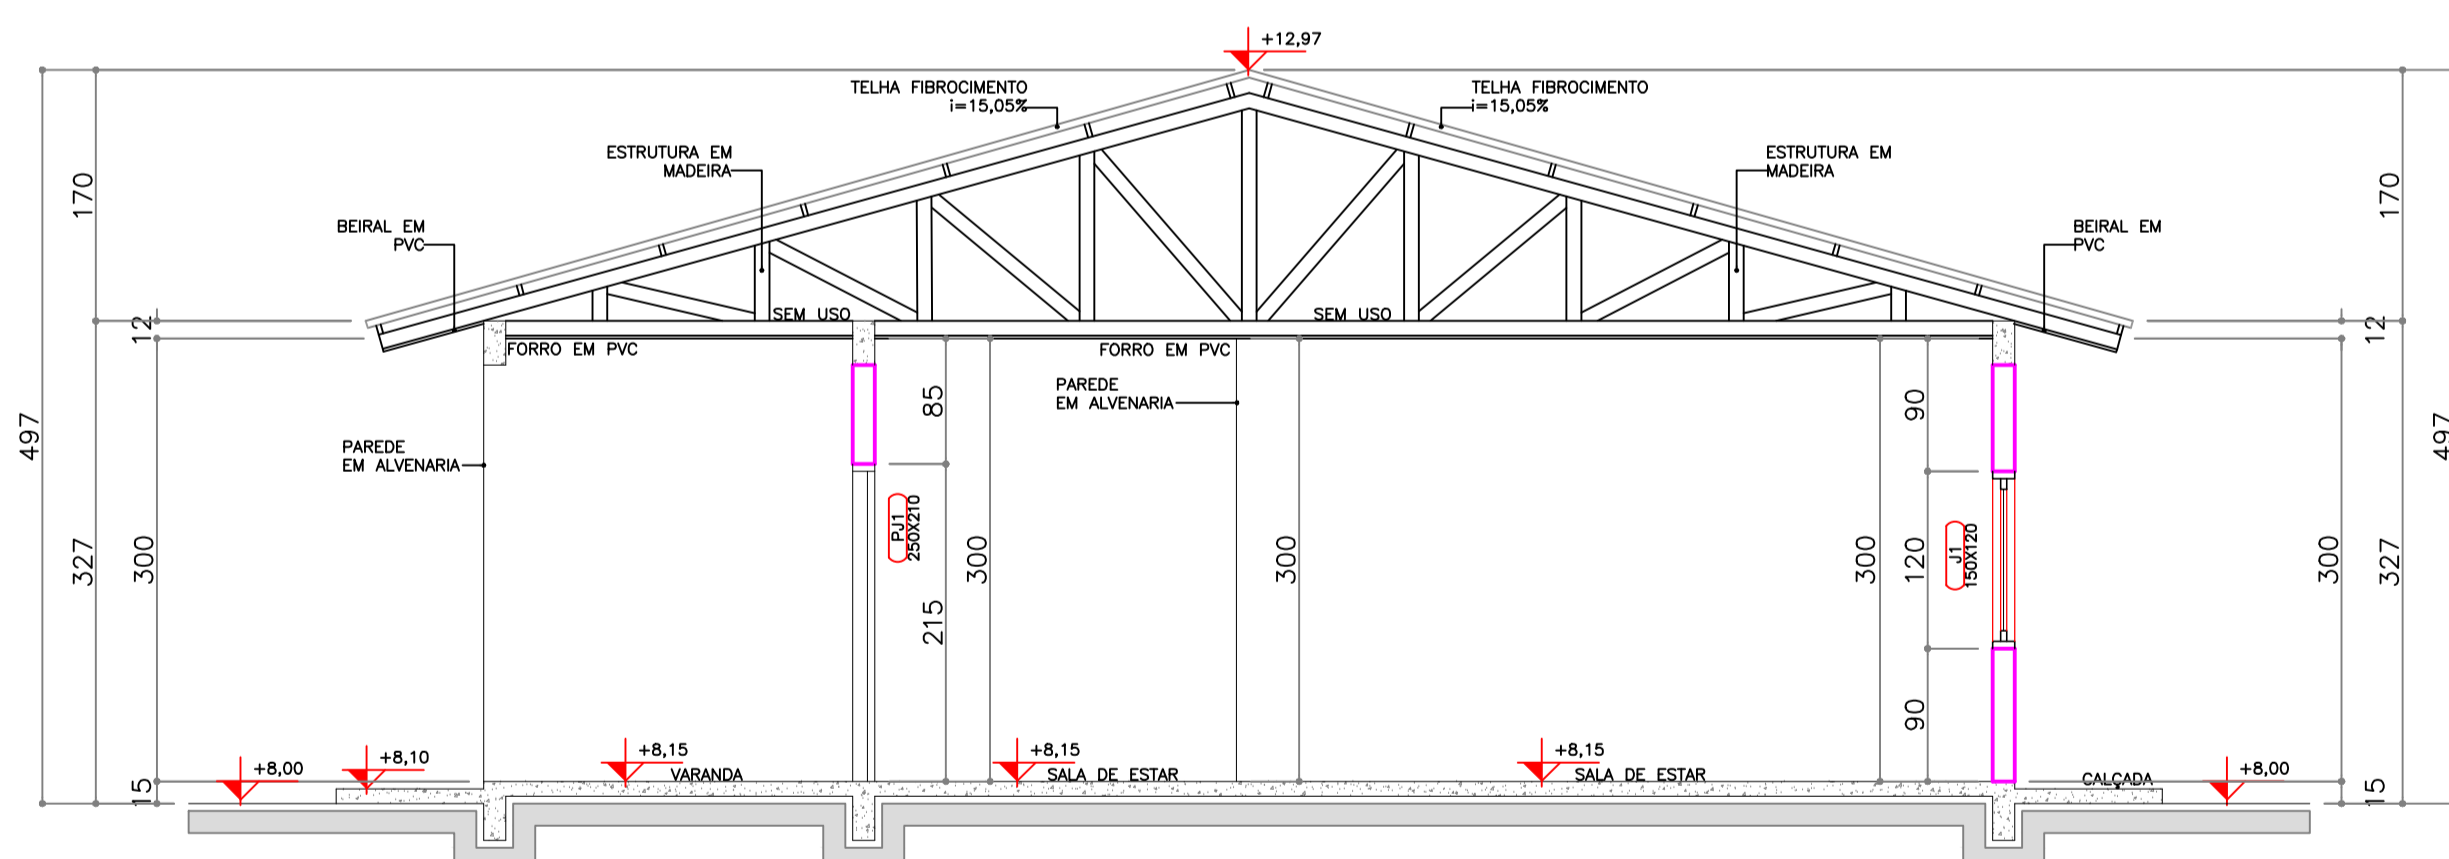 +12,97
TELHA FIBROCIMENTO
i=15,05%
TELHA FIBROCIMENTO
i=15,05%
ESTRUTURA EM
MADEIRA
ESTRUTURA EM
MADEIRA
BEIRAL EM
PVC
BEIRAL EM
PVC
170
170
SEM USO
SEM USO
12
12
FORRO EM PVC
FORRO EM PVC
PAREDE
EM ALVENARIA
PAREDE
EM ALVENARIA
85
90
497
497
327
300
PJ1
250X210
300
300
300
120
J1
150X120
300
327
215
90
+8,00
+8,10
+8,15
VARANDA
+8,15
SALA DE ESTAR
+8,15
SALA DE ESTAR
CALÇADA
+8,00
15
15